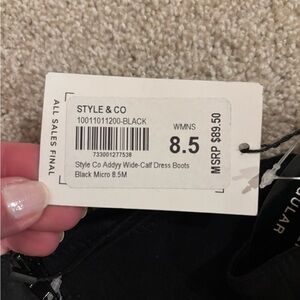 ALL SALES FINAL
STYLE & CO
10011011200-BLACK
WMNS
8.5
733001277538
Style Co Addyy Wide-Calf Dress Boots
Black Micro 8.5M
MSRP $89.50